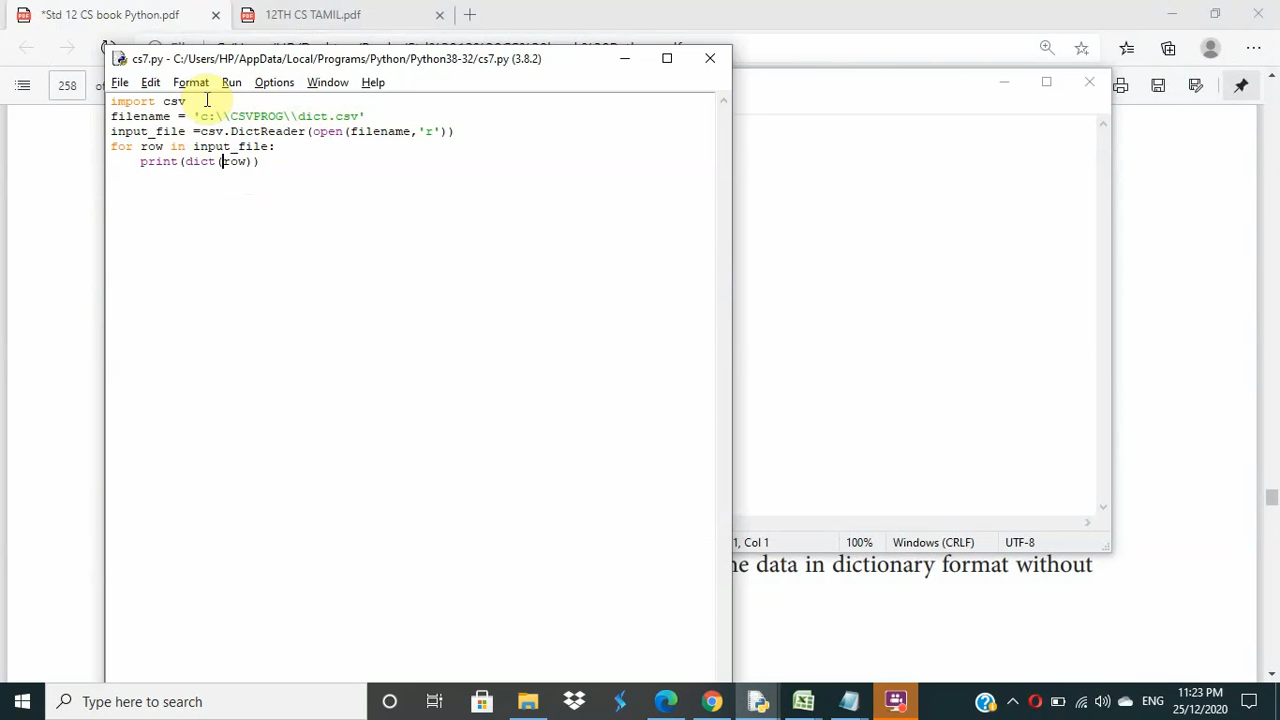 *Std 12 CS book Python.pdf
12TH CS TAMIL.pdf
cs7.py - C:/Users/HP/AppData/Local/Programs/Python/Python38-32/cs7.py (3.8.2)
258 of
File Edit Format Run Options Window Help
import csv
filename = 'c:\\CSVPROG\\dict.csv'
input_file =csv.DictReader(open(filename,'r'))
for row in input_file:
print(dict(row))
1, Col 1 100% Windows (CRLF) UTF-8
he data in dictionary format without
Type here to search
ENG
11:23 PM
25/12/2020